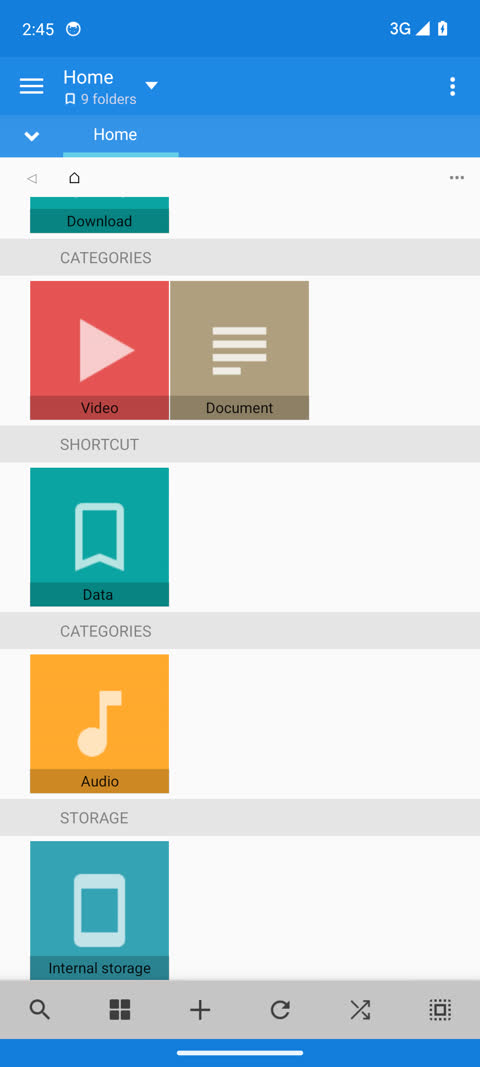 2:45
3G
Home
9 folders
Home
Download
CATEGORIES
Video
Document
SHORTCUT
Data
CATEGORIES
Audio
STORAGE
Internal storage